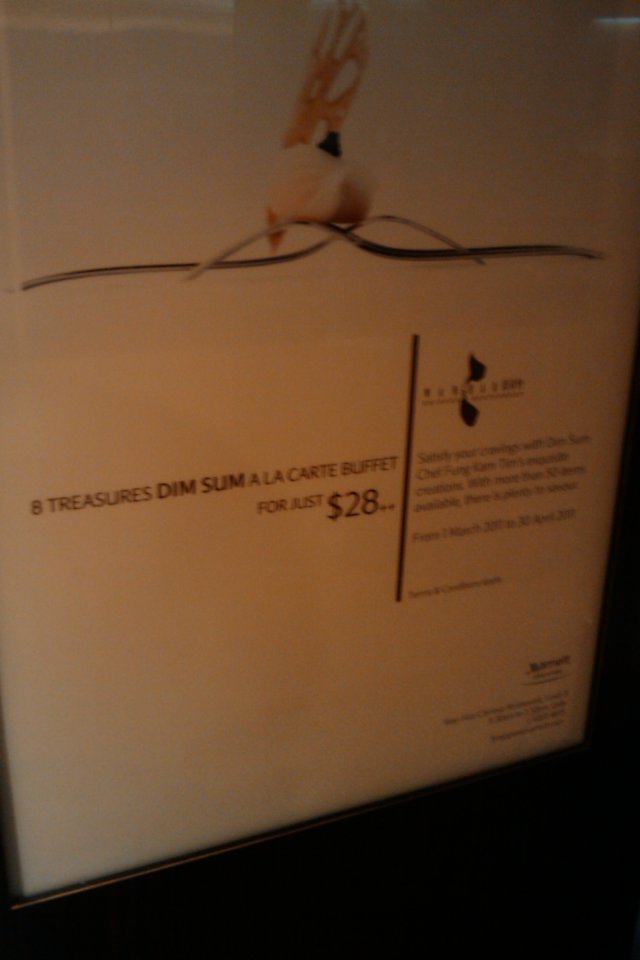 8 TREASURES DIM SUM A LA CARTE BUFFET
FOR JUST $28++
Satisfy your cravings with Dim Sum
Chef Fung Kam Tim's exquisite
creations. With more than 50 items
available, there is plenty to savour.
From 1 March 2011 to 30 April 2011
Terms & Conditions apply.
Marriott